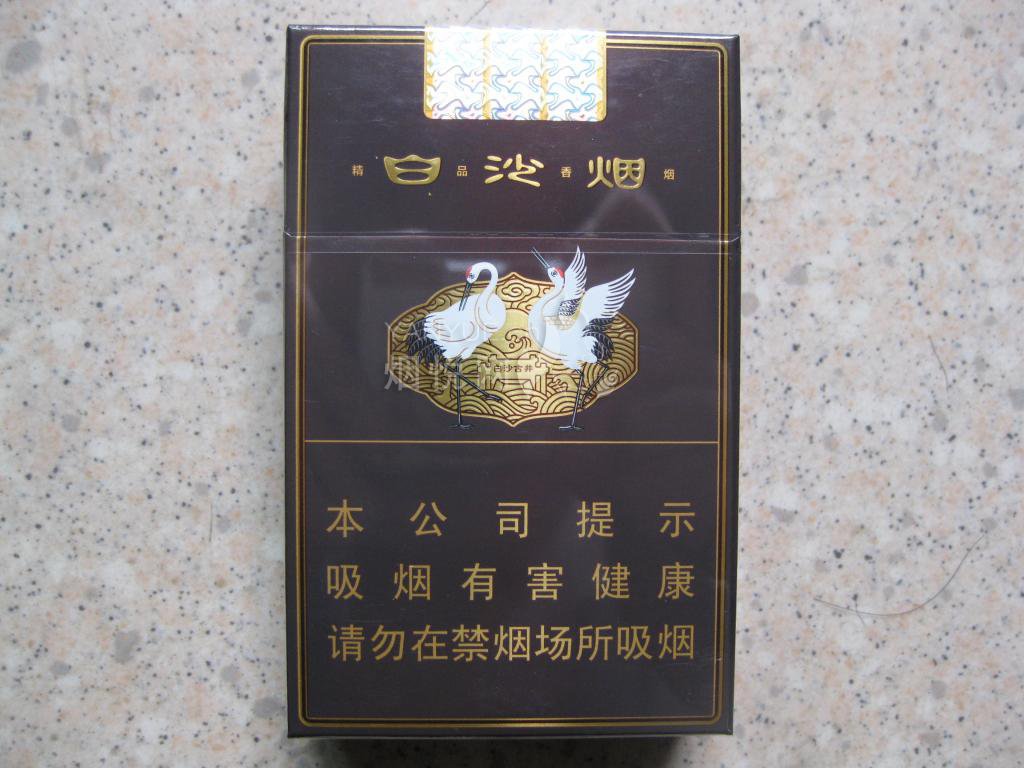 精 白 品 沙 香 烟 烟
白沙古井
本公司提示
吸烟有害健康
请勿在禁烟场所吸烟